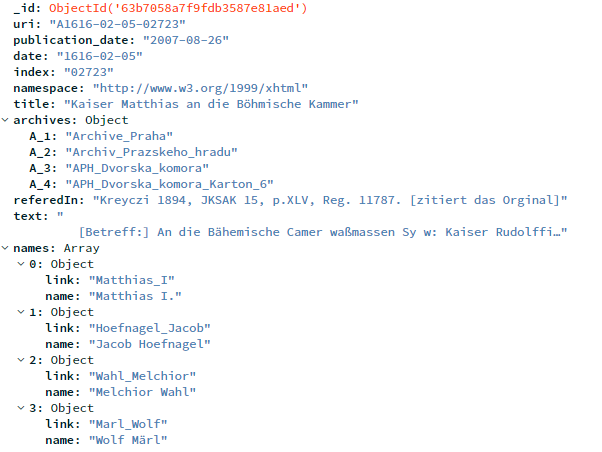 _id: ObjectId('63b7058a7f9fdb3587e81aed')
uri: "A1616-02-05-02723"
publication_date: "2007-08-26"
date: "1616-02-05"
index: "02723"
namespace: "http://www.w3.org/1999/xhtml"
title: "Kaiser Matthias an die Böhmische Kammer"
archives: Object
A_1: "Archive_Praha"
A_2: "Archiv_Prazskeho_hradu"
A_3: "APH_Dvorska_komora"
A_4: "APH_Dvorska_komora_Karton_6"
referedIn: "Kreyczi 1894, JKSAK 15, p.XLV, Reg. 11787. [zitiert das Orginal]"
text: "
[Betreff:] An die Bähemische Camer waßmassen Sy w: Kaiser Rudolffi…"
names: Array
0: Object
link: "Matthias_I"
name: "Matthias I."
1: Object
link: "Hoefnagel_Jacob"
name: "Jacob Hoefnagel"
2: Object
link: "Wahl_Melchior"
name: "Melchior Wahl"
3: Object
link: "Marl_Wolf"
name: "Wolf Märl"